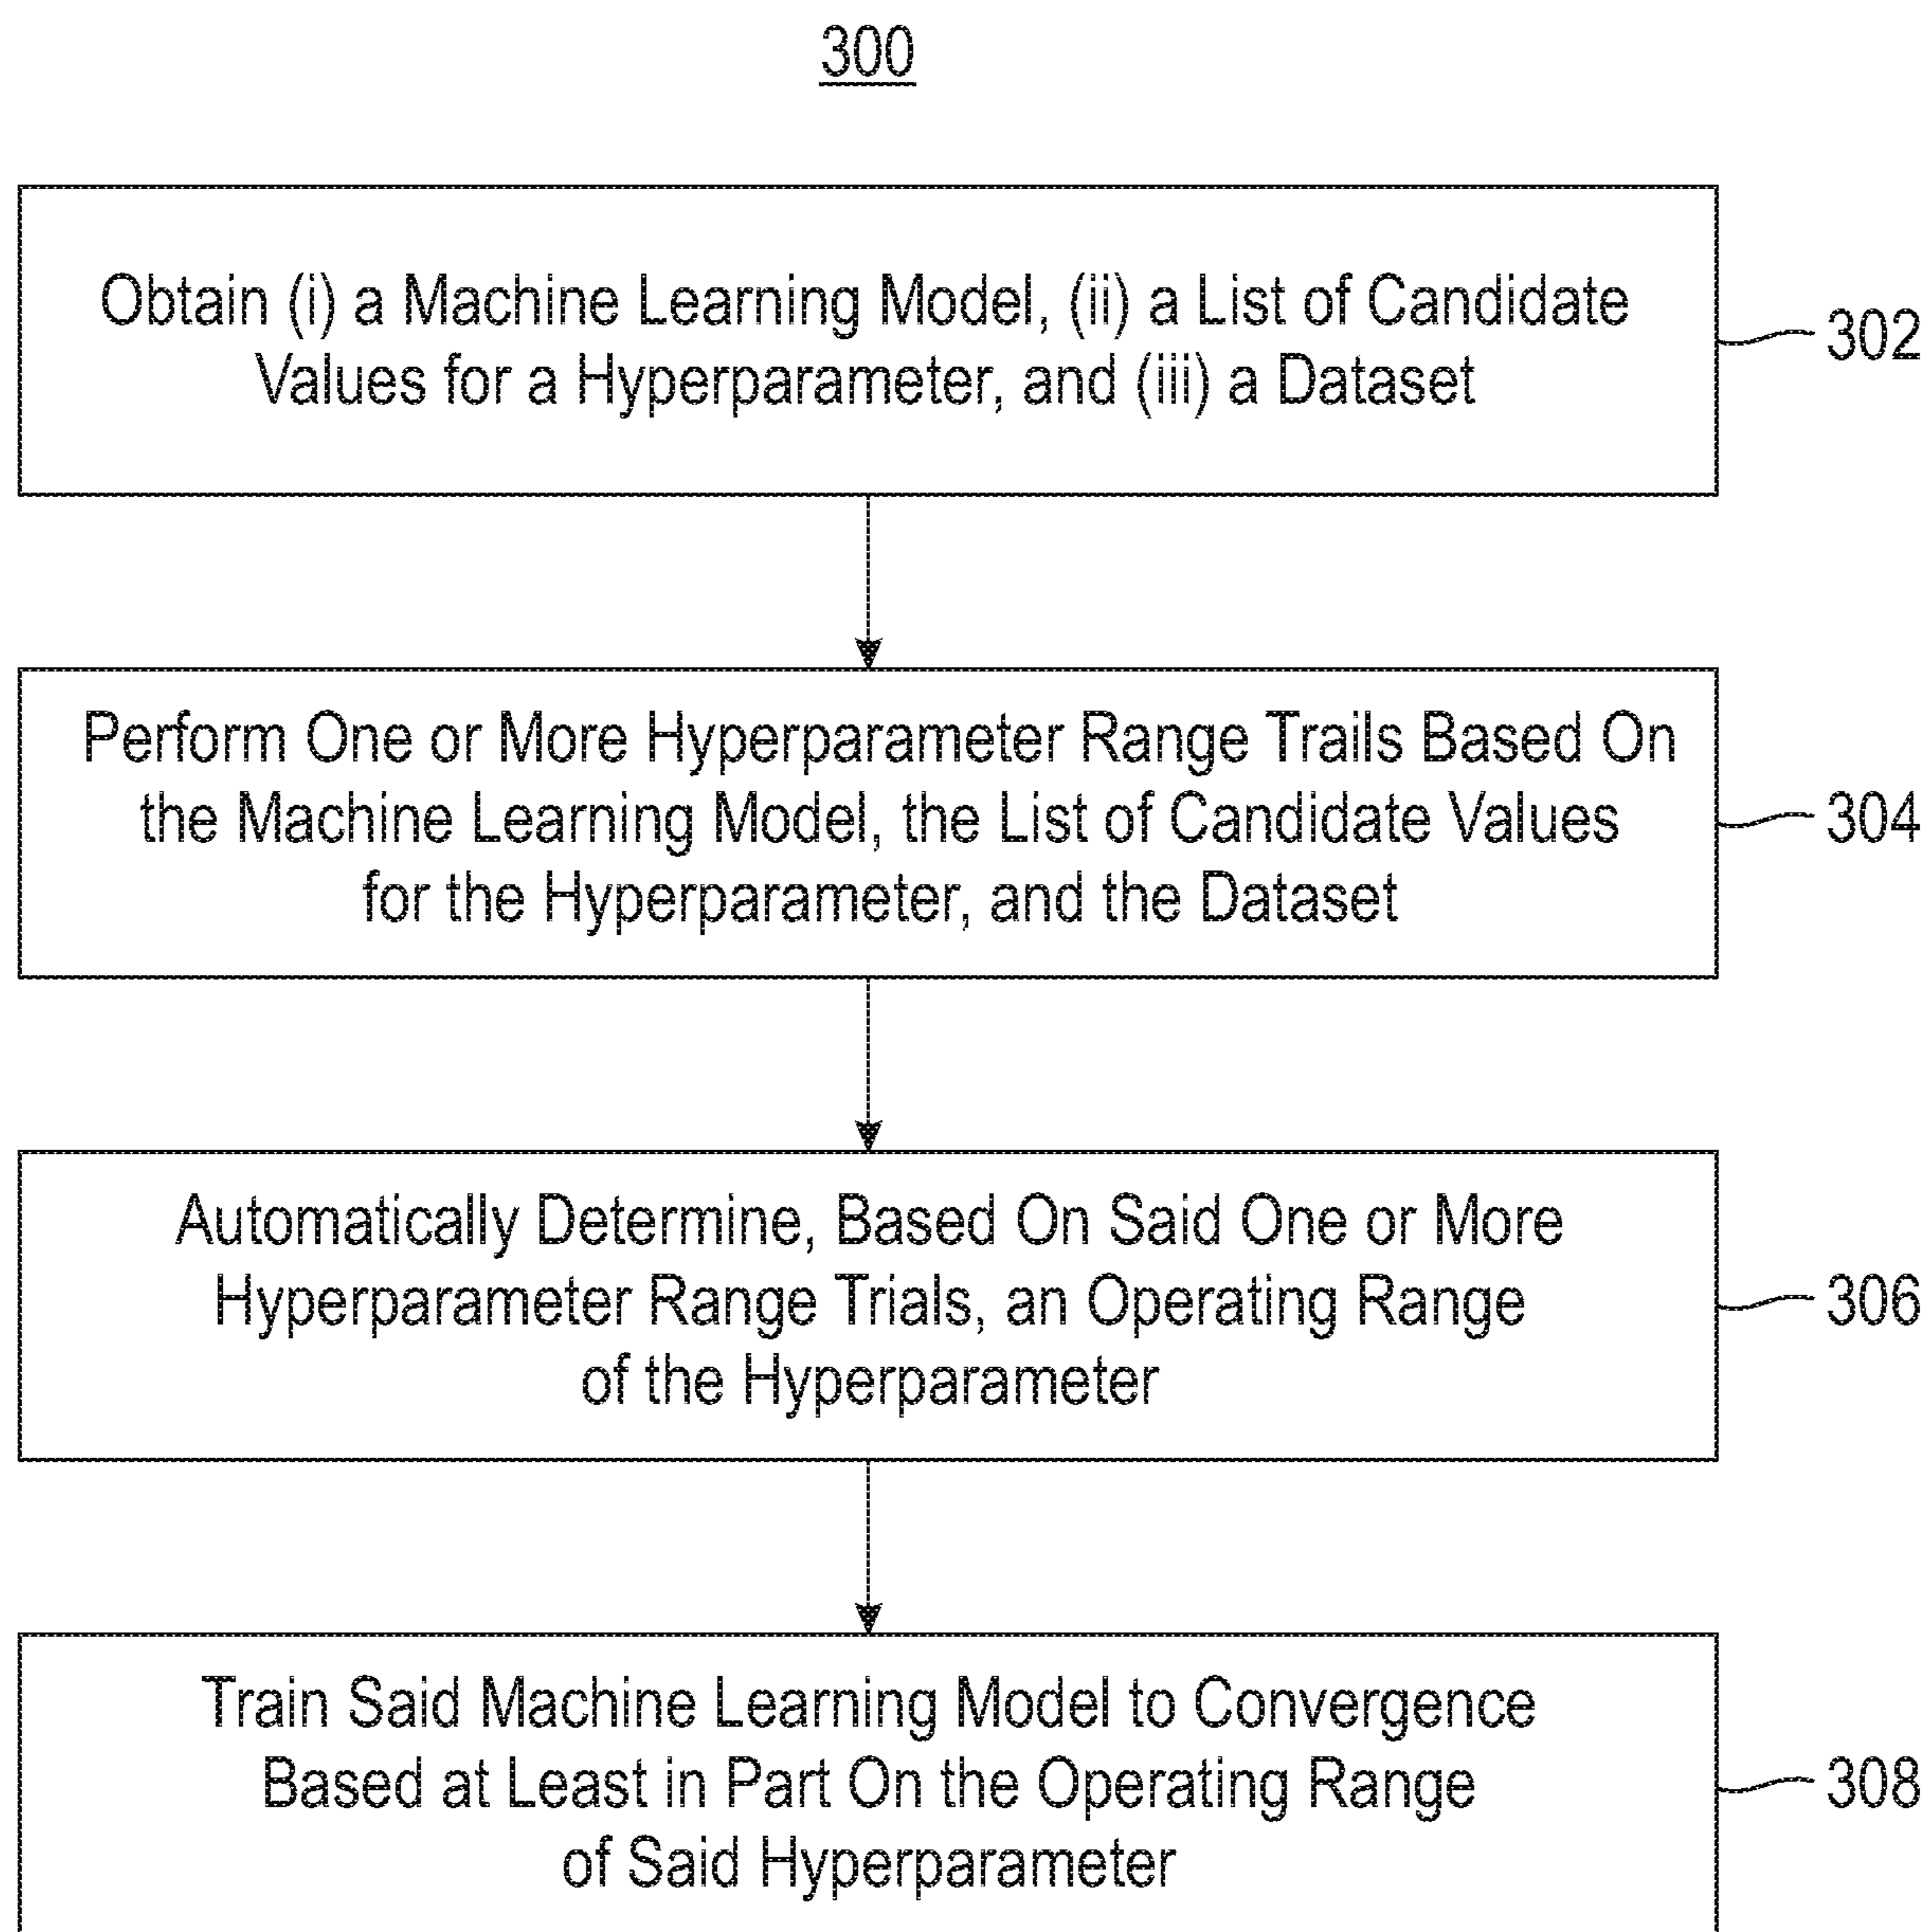 300
Obtain (i) a Machine Learning Model, (ii) a List of Candidate
Values for a Hyperparameter, and (iii) a Dataset
302
Perform One or More Hyperparameter Range Trails Based On
the Machine Learning Model, the List of Candidate Values
for the Hyperparameter, and the Dataset
304
Automatically Determine, Based On Said One or More
Hyperparameter Range Trials, an Operating Range
of the Hyperparameter
306
Train Said Machine Learning Model to Convergence
Based at Least in Part On the Operating Range
of Said Hyperparameter
308